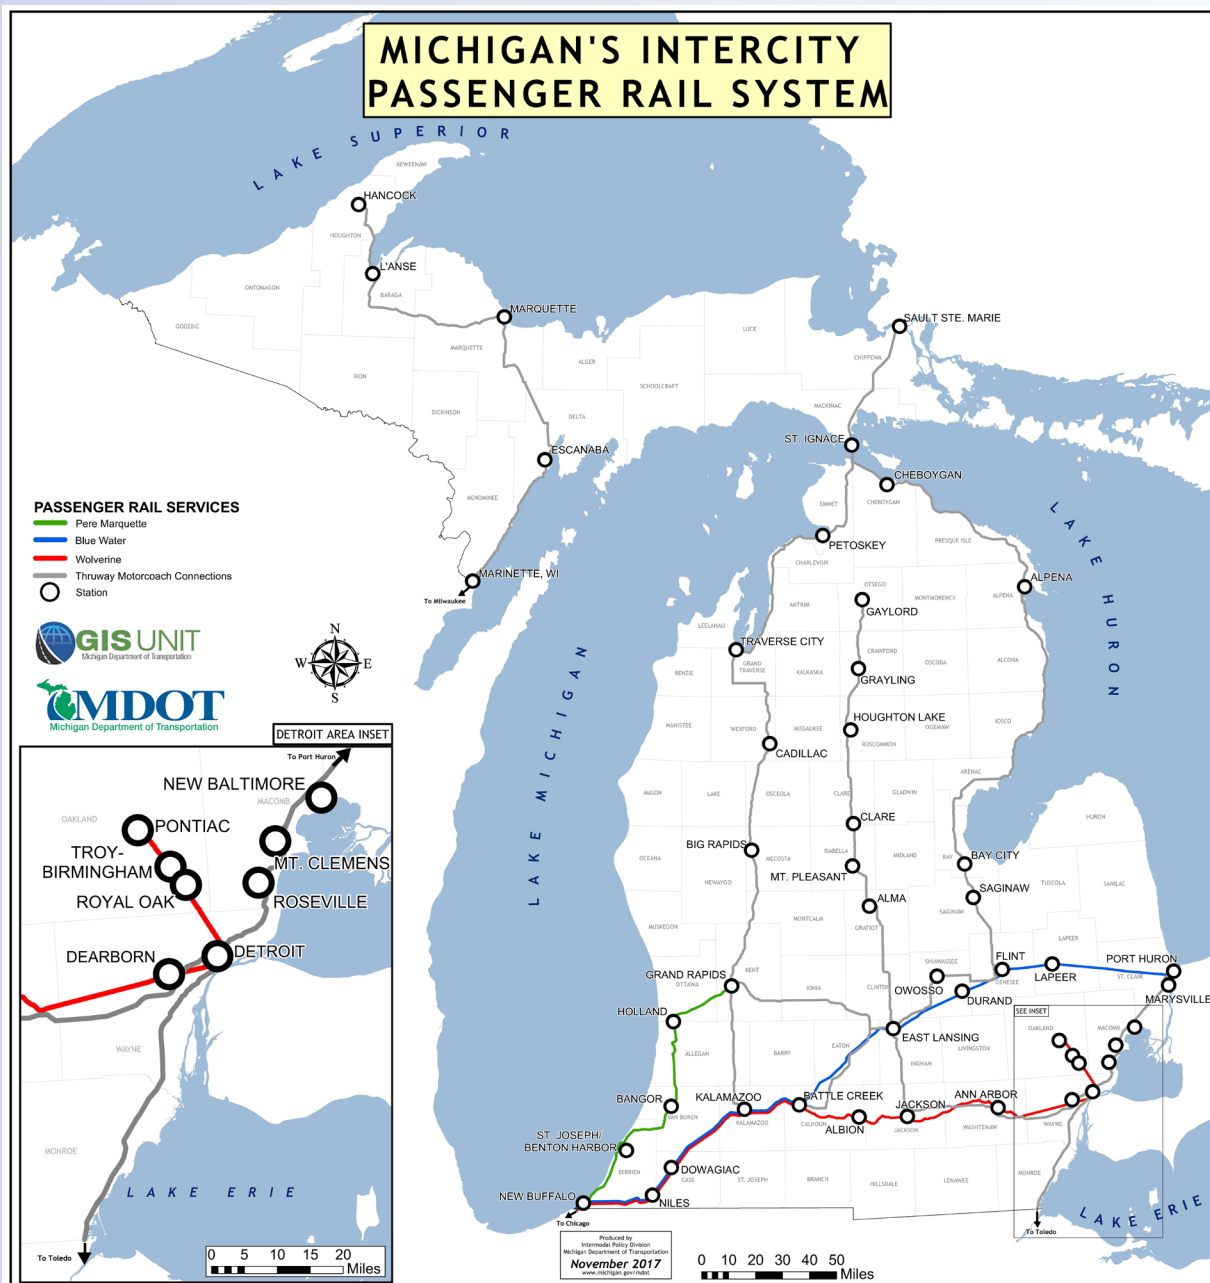 MICHIGAN'S INTERCITY
PASSENGER RAIL SYSTEM
LAKE SUPERIOR
KEWEENAW
HANCOCK
HOUGHTON
L'ANSE
ONTONAGON
BARAGA
MARQUETTE
GOGEBIC
MARQUETTE
SAULT STE. MARIE
LUCE
CHIPPEWA
ALGER
IRON
SCHOOLCRAFT
DICKINSON
DELTA
MACKINAC
ESCANABA
ST. IGNACE
CHEBOYGAN
MENOMINEE
EMMET
CHEBOYGAN
LAKE HURON
PASSENGER RAIL SERVICES
Pere Marquette
Blue Water
Wolverine
Thruway Motorcoach Connections
Station
PETOSKEY
PRESQUE ISLE
CHARLEVOIX
MARINETTE, WI
To Milwaukee
ALPENA
OTSEGO
MONTMORENCY
ALPENA
ANTRIM
GAYLORD
LEELANAU
GIS UNIT
Michigan Department of Transportation
N
W
E
S
TRAVERSE CITY
GRAND
TRAVERSE
BENZIE
KALKASKA
CRAWFORD
OSCODA
ALCONA
GRAYLING
MDOT
Michigan Department of Transportation
LAKE MICHIGAN
MANISTEE
WEXFORD
MISSAUKEE
HOUGHTON LAKE
OGEMAW
IOSCO
ROSCOMMON
CADILLAC
ARENAC
MASON
LAKE
OSCEOLA
CLARE
GLADWIN
HURON
CLARE
BIG RAPIDS
OCEANA
MECOSTA
ISABELLA
MIDLAND
BAY
BAY CITY
MT. PLEASANT
NEWAYGO
TUSCOLA
SANILAC
SAGINAW
ALMA
SAGINAW
MUSKEGON
MONTCALM
GRATIOT
LAPEER
FLINT
PORT HURON
SHIAWASSEE
GRAND RAPIDS
KENT
OTTAWA
IONIA
CLINTON
OWOSSO
GENESEE
LAPEER
ST. CLAIR
DURAND
MARYSVILLE
HOLLAND
SEE INSET
EAST LANSING
OAKLAND
MACOMB
ALLEGAN
BARRY
EATON
INGHAM
LIVINGSTON
BANGOR
VAN BUREN
KALAMAZOO
KALAMAZOO
BATTLE CREEK
CALHOUN
ALBION
JACKSON
JACKSON
ANN ARBOR
WASHTENAW
WAYNE
ST. JOSEPH/
BENTON HARBOR
BERRIEN
DOWAGIAC
CASS
ST. JOSEPH
BRANCH
HILLSDALE
LENAWEE
MONROE
NEW BUFFALO
NILES
To Chicago
To Toledo
LAKE ERIE
Produced by
Intermodal Policy Division
Michigan Department of Transportation
November 2017
www.michigan.gov/mdot
0 10 20 30 40 50
Miles
DETROIT AREA INSET
To Port Huron
NEW BALTIMORE
MACOMB
OAKLAND
PONTIAC
TROY-
BIRMINGHAM
MT. CLEMENS
ROYAL OAK
ROSEVILLE
DEARBORN
DETROIT
WAYNE
MONROE
LAKE ERIE
To Toledo
0 5 10 15 20
Miles